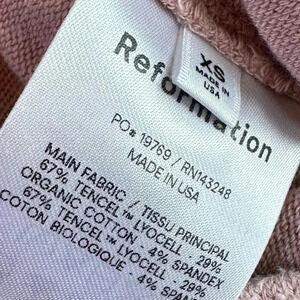 XS
MADE IN
USA
Reformation
PO# 19769 / RN143248
MADE IN USA
MAIN FABRIC / TISSU PRINCIPAL
67% TENCEL™ LYOCELL - 29%
ORGANIC COTTON - 4% SPANDEX
67% TENCEL™ LYOCELL - 29%
COTON BIOLOGIQUE - 4% SPANDEX